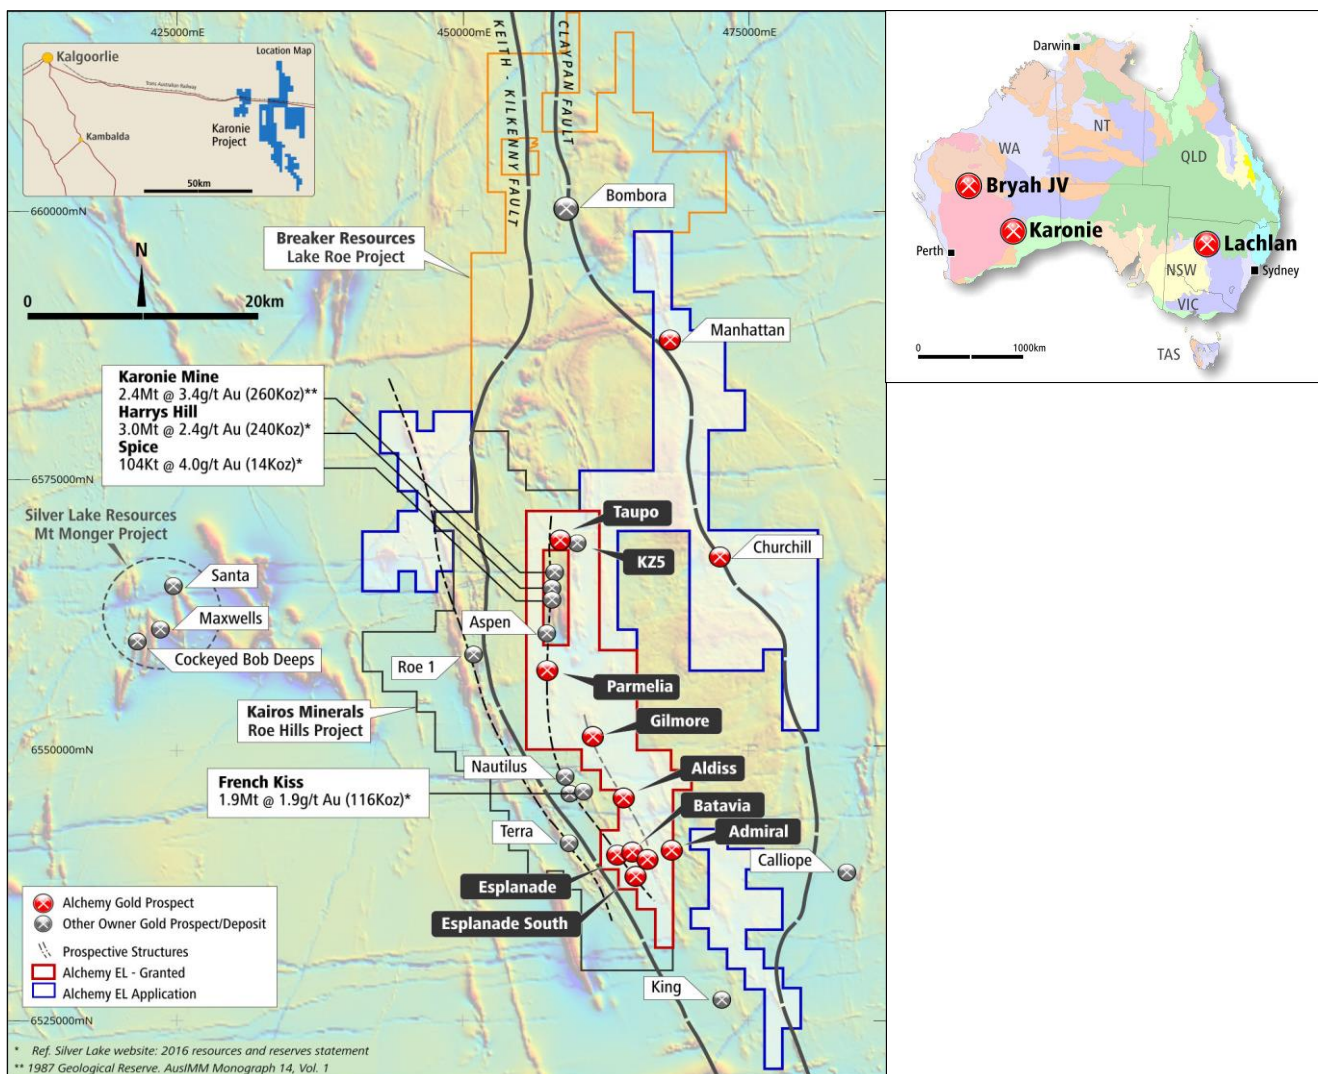 425000mE
450000mE
475000mE
Location Map
Kalgoorlie
Trans Australian Railway
Karonie
Project
Kambalda
50km
KEITH - KILKENNY FAULT
CLAYPAN FAULT
660000mN
Bombora
Breaker Resources
Lake Roe Project
N
0
20km
Manhattan
Karonie Mine
2.4Mt @ 3.4g/t Au (260Koz)**
Harrys Hill
3.0Mt @ 2.4g/t Au (240Koz)*
Spice
104Kt @ 4.0g/t Au (14Koz)*
6575000mN
Silver Lake Resources
Mt Monger Project
Taupo
KZ5
Churchill
Santa
Maxwells
Cockeyed Bob Deeps
Aspen
Roe 1
Parmelia
Kairos Minerals
Roe Hills Project
Gilmore
6550000mN
Nautilus
Aldiss
French Kiss
1.9Mt @ 1.9g/t Au (116Koz)*
Batavia
Terra
Admiral
Calliope
Esplanade
Esplanade South
King
Alchemy Gold Prospect
Other Owner Gold Prospect/Deposit
Prospective Structures
Alchemy EL - Granted
Alchemy EL Application
6525000mN
* Ref. Silver Lake website: 2016 resources and reserves statement
** 1987 Geological Reserve. AusIMM Monograph 14, Vol. 1
Darwin
NT
WA
QLD
Bryah JV
Karonie
Lachlan
Perth
NSW
Sydney
VIC
0
1000km
TAS